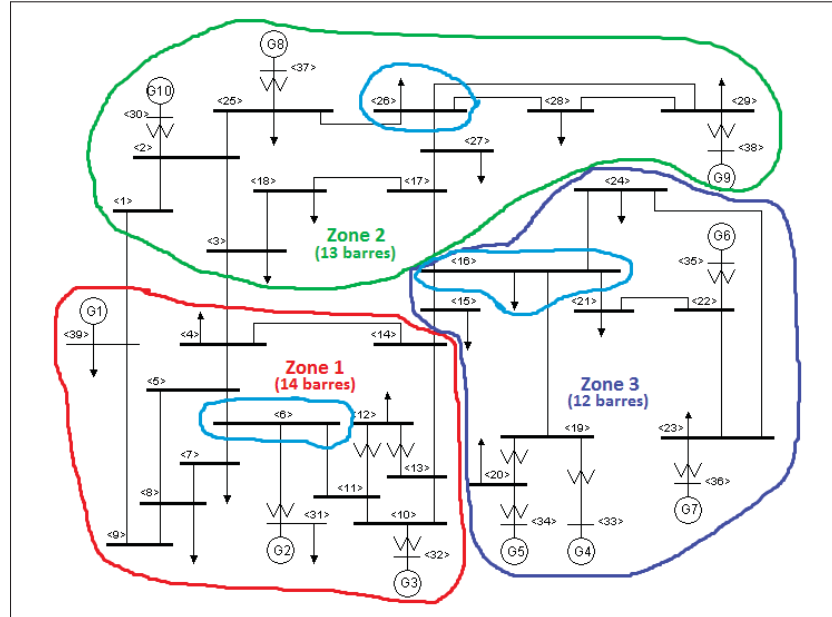 G8
<37>
G10
<25>
<26>
<28>
<29>
<30>
<2>
<27>
<38>
<18>
<17>
G9
<24>
<1>
<3>
Zone 2
(13 barres)
G6
<16>
<35>
G1
<15>
<21>
<22>
<39>
<4>
<14>
Zone 1
(14 barres)
Zone 3
(12 barres)
<5>
<6>
<12>
<19>
<23>
<7>
<13>
<20>
<8>
<11>
<36>
<31>
<10>
G7
<9>
<34>
<33>
G2
<32>
G5
G4
G3